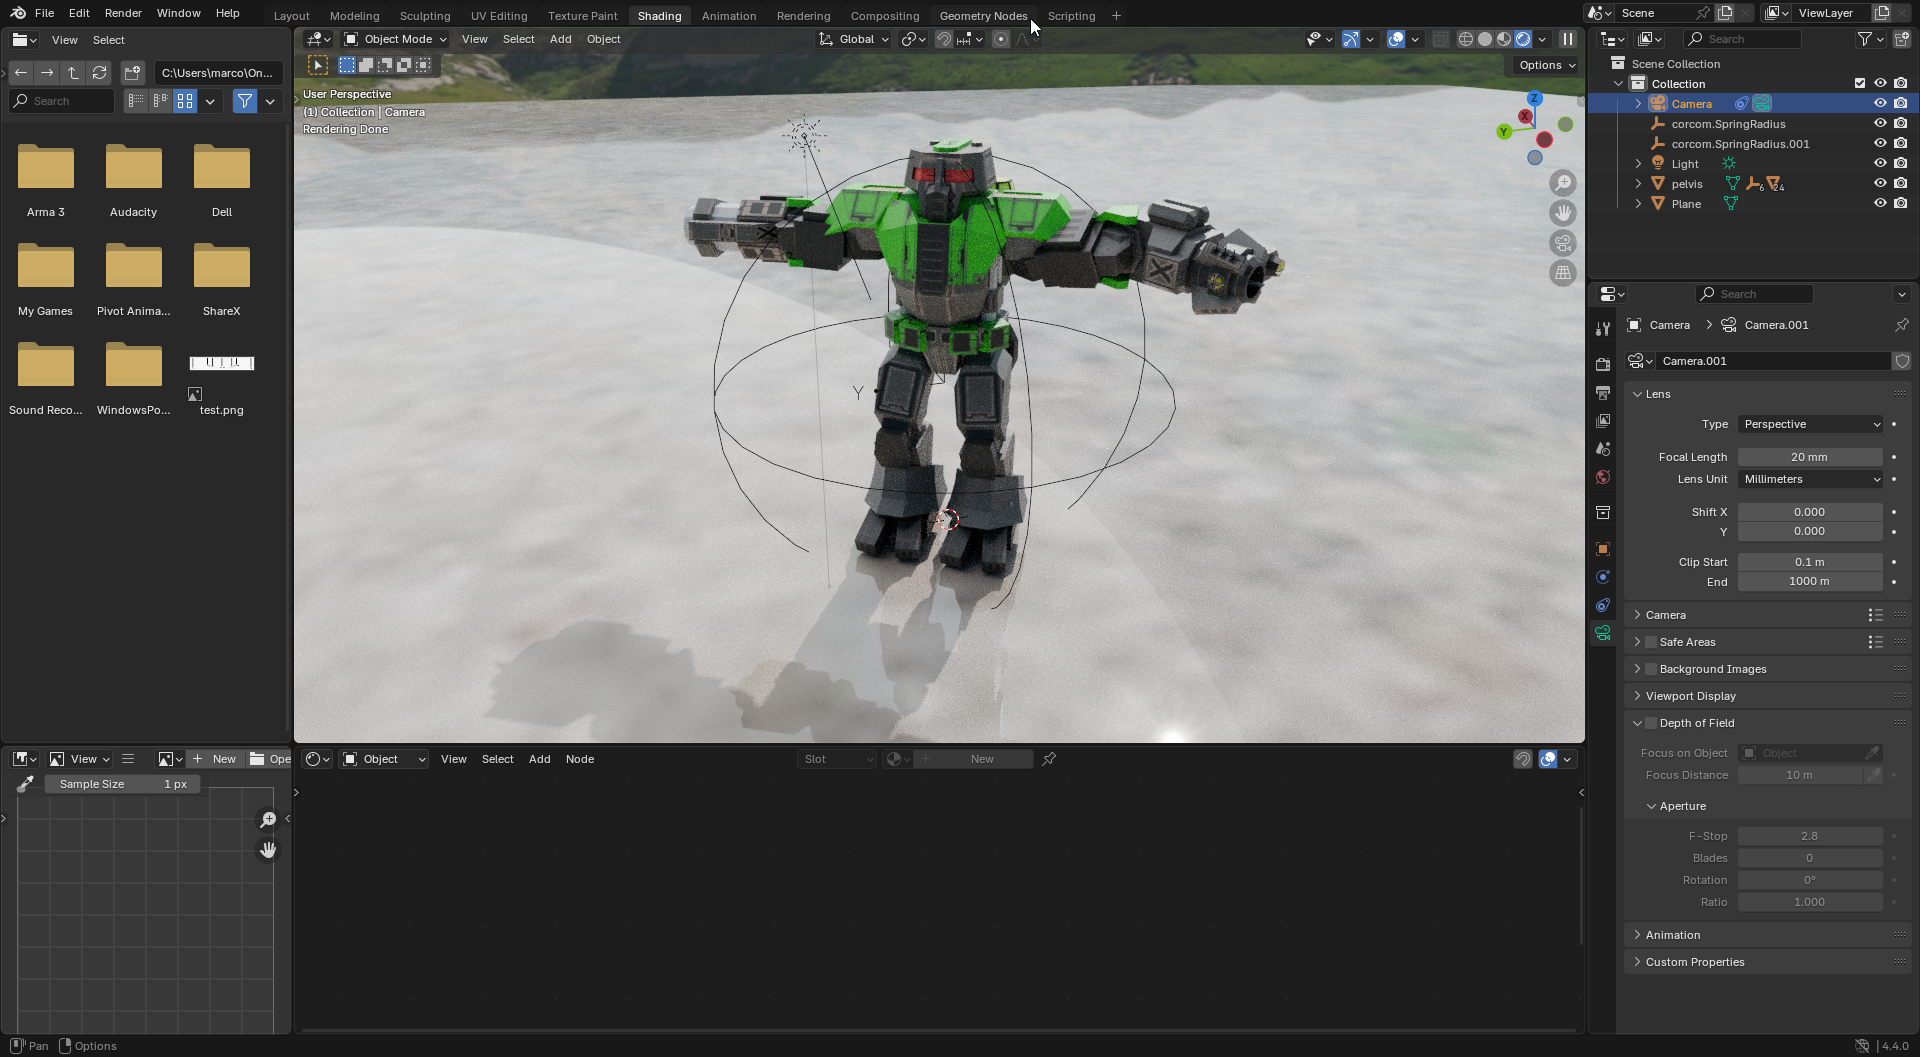 File Edit Render Window Help Layout Modeling Sculpting UV Editing Texture Paint Shading Animation Rendering Compositing Geometry Nodes Scripting + Scene ViewLayer
View Select Object Mode View Select Add Object Global Search
C:\Users\marco\On... Options
Search
User Perspective
(1) Collection | Camera
Rendering Done
Z
X
Y
Scene Collection
Collection
Camera
corcom.SpringRadius
corcom.SpringRadius.001
Light
pelvis 6 24
Plane
Arma 3 Audacity Dell
My Games Pivot Anima... ShareX
Sound Reco... WindowsPo... test.png
Y
Search
Camera > Camera.001
Camera.001
Lens
Type Perspective
Focal Length 20 mm
Lens Unit Millimeters
Shift X 0.000
Y 0.000
Clip Start 0.1 m
End 1000 m
Camera
Safe Areas
Background Images
Viewport Display
Depth of Field
Focus on Object Object
Focus Distance 10 m
Aperture
F-Stop 2.8
Blades 0
Rotation 0°
Ratio 1.000
Animation
Custom Properties
View New Ope Object View Select Add Node Slot New
Sample Size 1 px
Pan Options 4.4.0